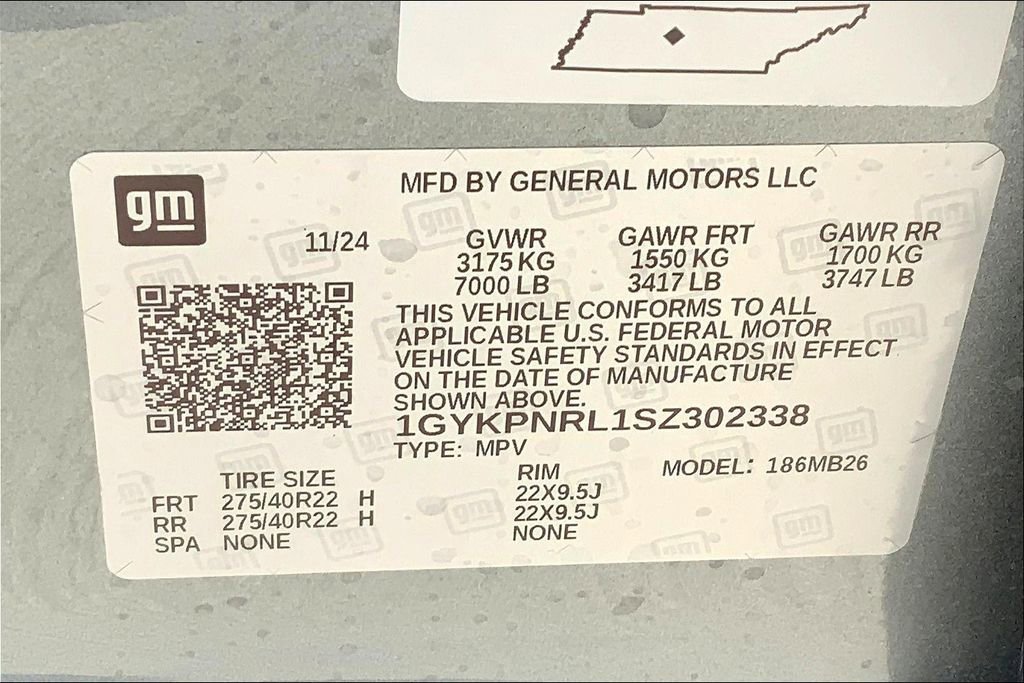 gm
MFD BY GENERAL MOTORS LLC
11/24
GVWR GAWR FRT GAWR RR
3175 KG 1550 KG 1700 KG
7000 LB 3417 LB 3747 LB
THIS VEHICLE CONFORMS TO ALL
APPLICABLE U.S. FEDERAL MOTOR
VEHICLE SAFETY STANDARDS IN EFFECT
ON THE DATE OF MANUFACTURE
SHOWN ABOVE.
1GYKPNRL1SZ302338
TYPE: MPV MODEL: 186MB26
TIRE SIZE RIM
FRT 275/40R22 H 22X9.5J
RR 275/40R22 H 22X9.5J
SPA NONE NONE